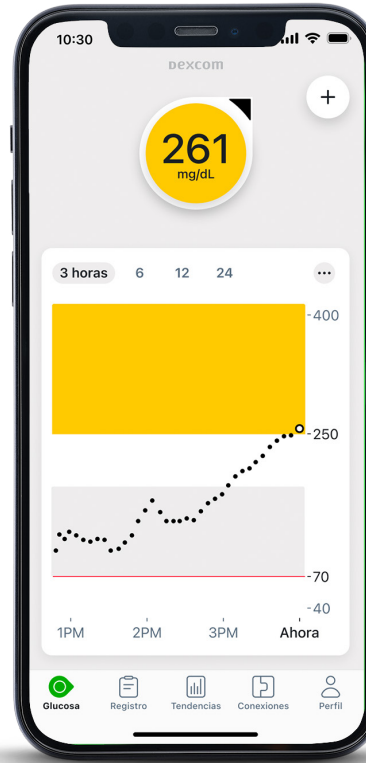 10:30
Dexcom
+
261
mg/dL
3 horas 6 12 24
400
250
70
40
1PM 2PM 3PM Ahora
Glucosa Registro Tendencias Conexiones Perfil